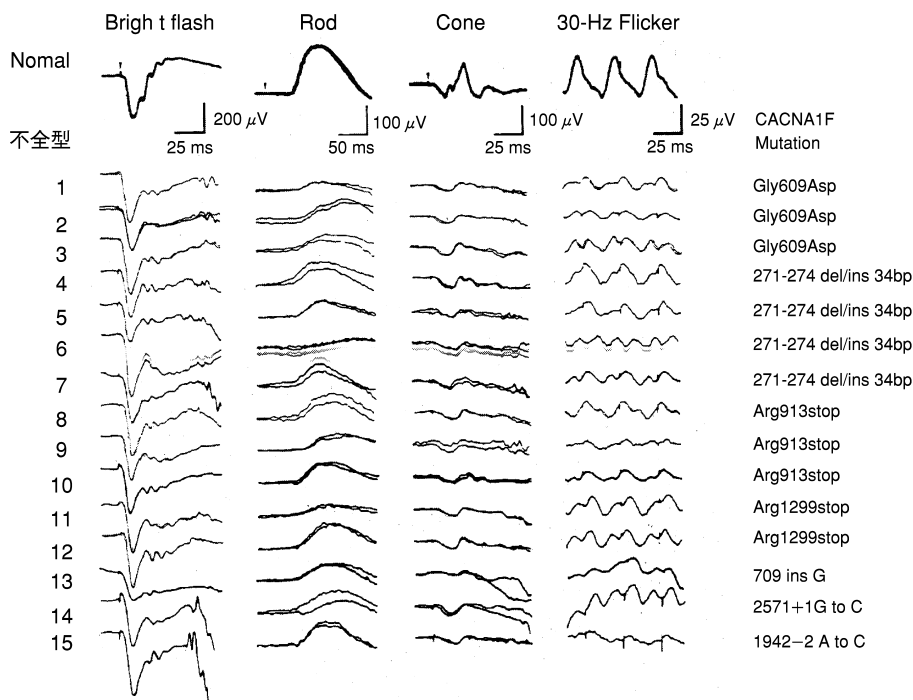 Brigh t flash Rod Cone 30-Hz Flicker
Nomal
200 μV 100 μV 100 μV 25 μV CACNA1F
不全型 25 ms 50 ms 25 ms 25 ms Mutation
1 Gly609Asp
2 Gly609Asp
3 Gly609Asp
4 271-274 del/ins 34bp
5 271-274 del/ins 34bp
6 271-274 del/ins 34bp
7 271-274 del/ins 34bp
8 Arg913stop
9 Arg913stop
10 Arg913stop
11 Arg1299stop
12 Arg1299stop
13 709 ins G
14 2571+1G to C
15 1942−2 A to C